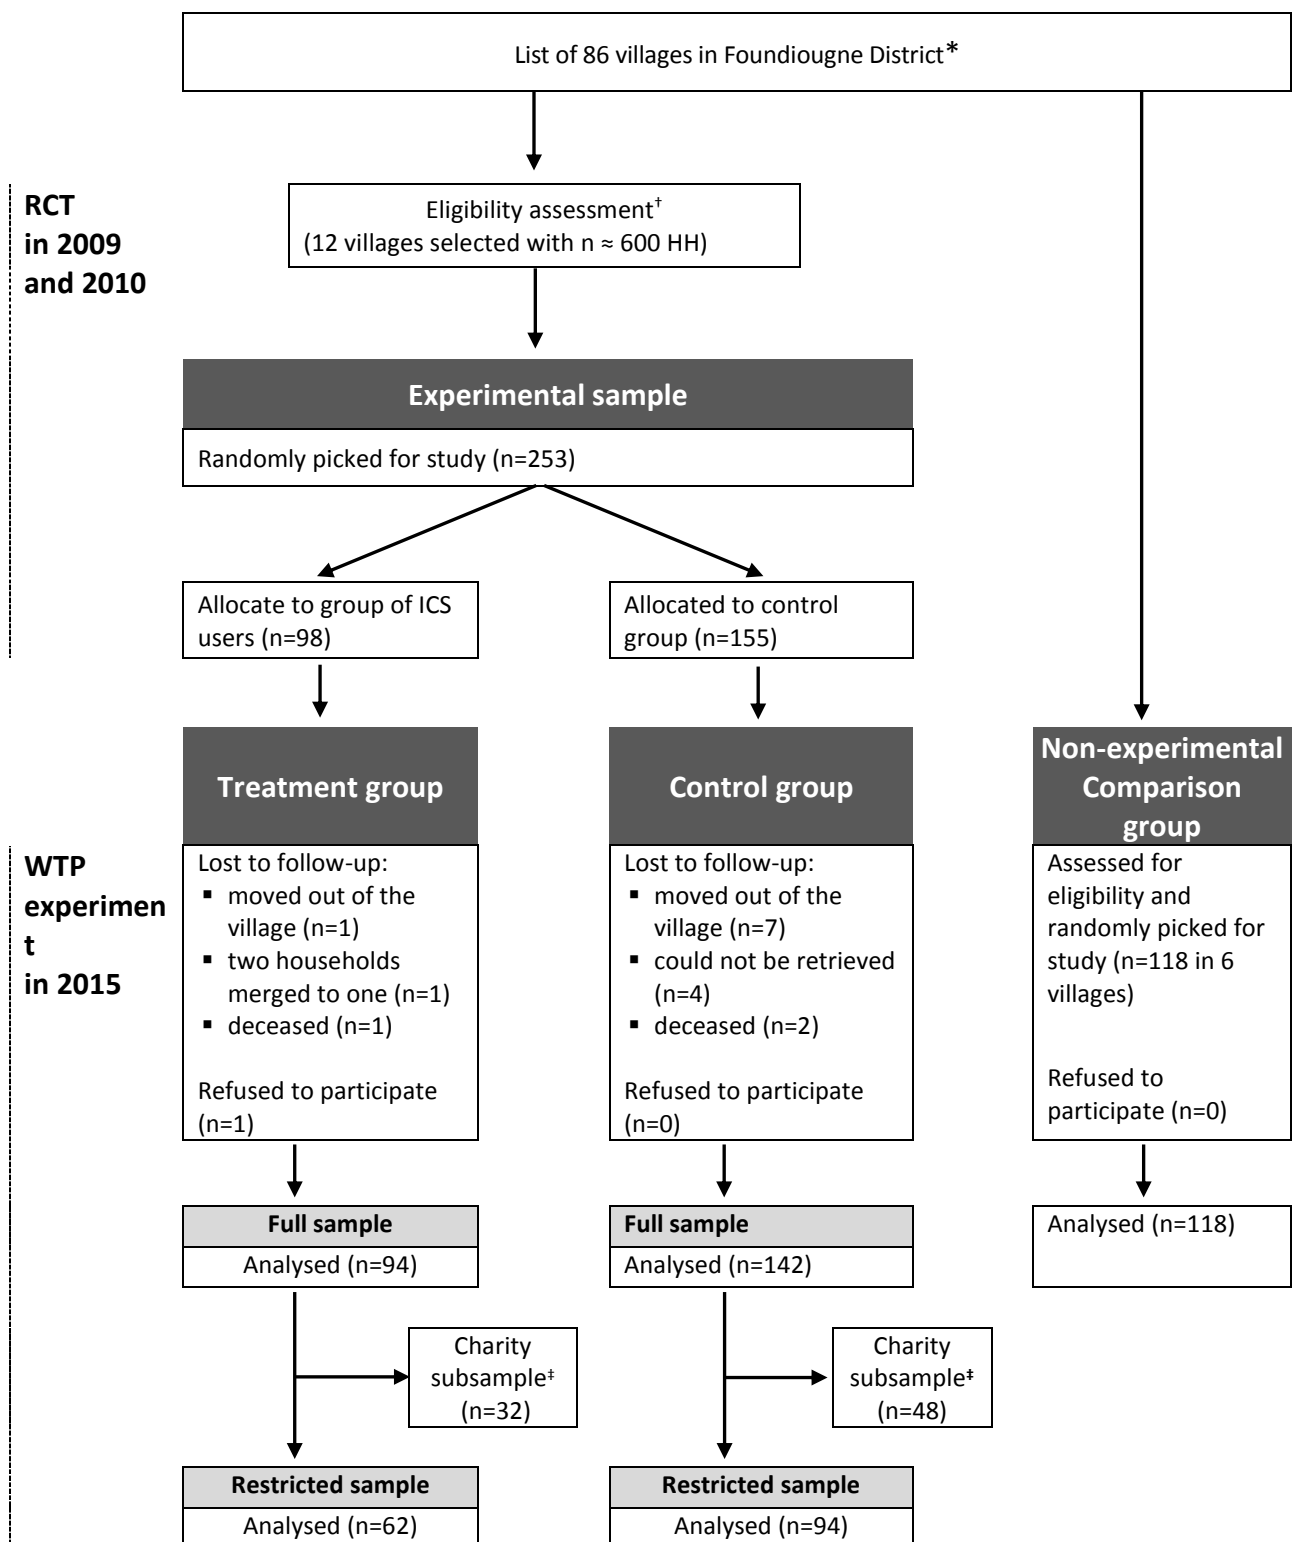 List of 86 villages in Foundiougne District*
RCT
in 2009
and 2010
Eligibility assessment†
(12 villages selected with n ≈ 600 HH)
Experimental sample
Randomly picked for study (n=253)
Allocate to group of ICS
users (n=98)
Allocated to control
group (n=155)
Treatment group
Control group
Non-experimental
Comparison
group
WTP
experimen
t
in 2015
Lost to follow-up:
▪ moved out of the
village (n=1)
▪ two households
merged to one (n=1)
▪ deceased (n=1)
Refused to participate
(n=1)
Lost to follow-up:
▪ moved out of the
village (n=7)
▪ could not be retrieved
(n=4)
▪ deceased (n=2)
Refused to participate
(n=0)
Assessed for
eligibility and
randomly picked for
study (n=118 in 6
villages)
Refused to
participate (n=0)
Full sample
Analysed (n=94)
Full sample
Analysed (n=142)
Analysed (n=118)
Charity
subsample‡
(n=32)
Charity
subsample‡
(n=48)
Restricted sample
Analysed (n=62)
Restricted sample
Analysed (n=94)